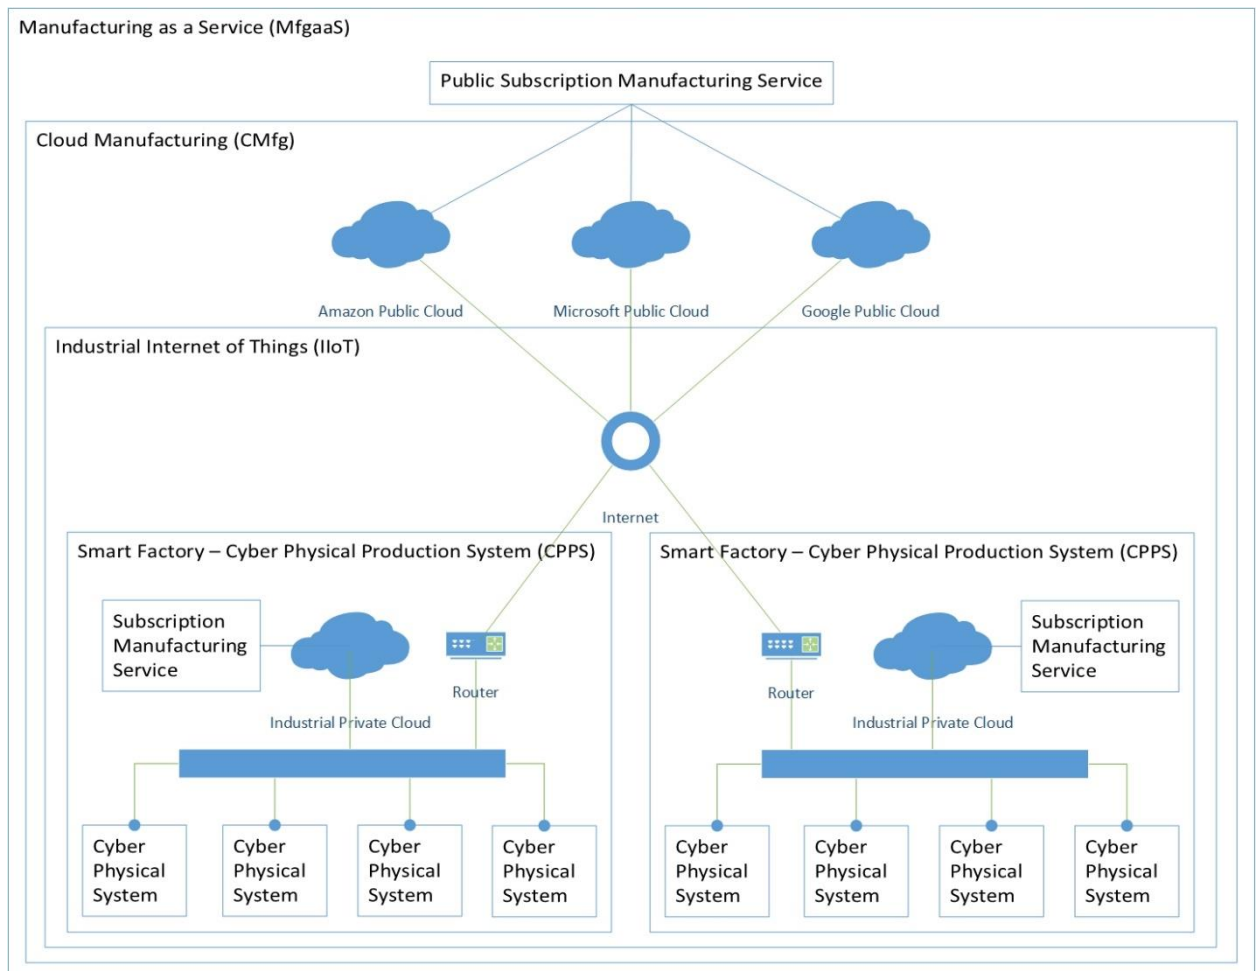 Manufacturing as a Service (MfgaaS)
Public Subscription Manufacturing Service
Cloud Manufacturing (CMfg)
Amazon Public Cloud
Microsoft Public Cloud
Google Public Cloud
Industrial Internet of Things (IIoT)
Internet
Smart Factory – Cyber Physical Production System (CPPS)
Subscription
Manufacturing
Service
Router
Industrial Private Cloud
Cyber
Physical
System
Cyber
Physical
System
Cyber
Physical
System
Cyber
Physical
System
Smart Factory – Cyber Physical Production System (CPPS)
Subscription
Manufacturing
Service
Router
Industrial Private Cloud
Cyber
Physical
System
Cyber
Physical
System
Cyber
Physical
System
Cyber
Physical
System